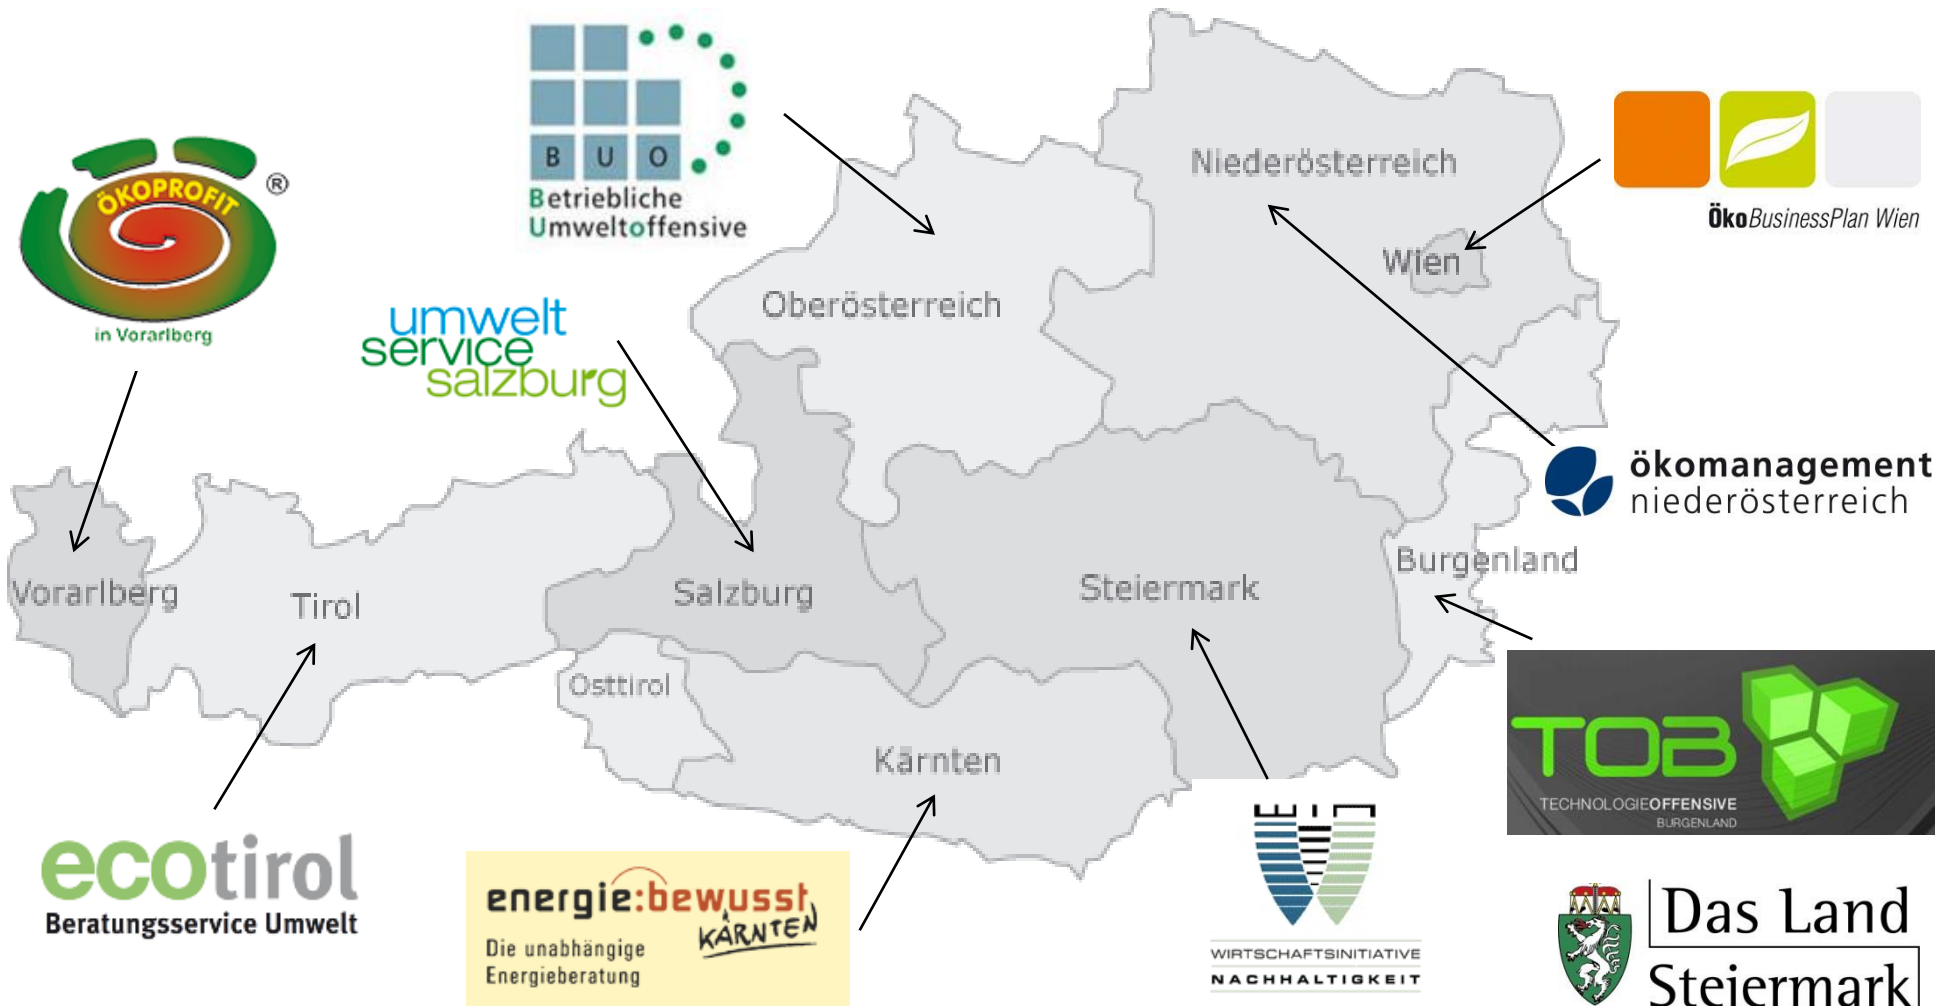 B U O
Betriebliche
Umweltoffensive
ÖKOPROFIT
®
in Vorarlberg
umwelt
service
salzburg
Niederösterreich
Wien
Oberösterreich
ÖkoBusinessPlan Wien
ökomanagement
niederösterreich
Vorarlberg
Tirol
Salzburg
Steiermark
Burgenland
Osttirol
Kärnten
TOB
TECHNOLOGIEOFFENSIVE
BURGENLAND
ecotirol
Beratungsservice Umwelt
energie:bewusst
KÄRNTEN
Die unabhängige
Energieberatung
WIRTSCHAFTSINITIATIVE
NACHHALTIGKEIT
Das Land
Steiermark